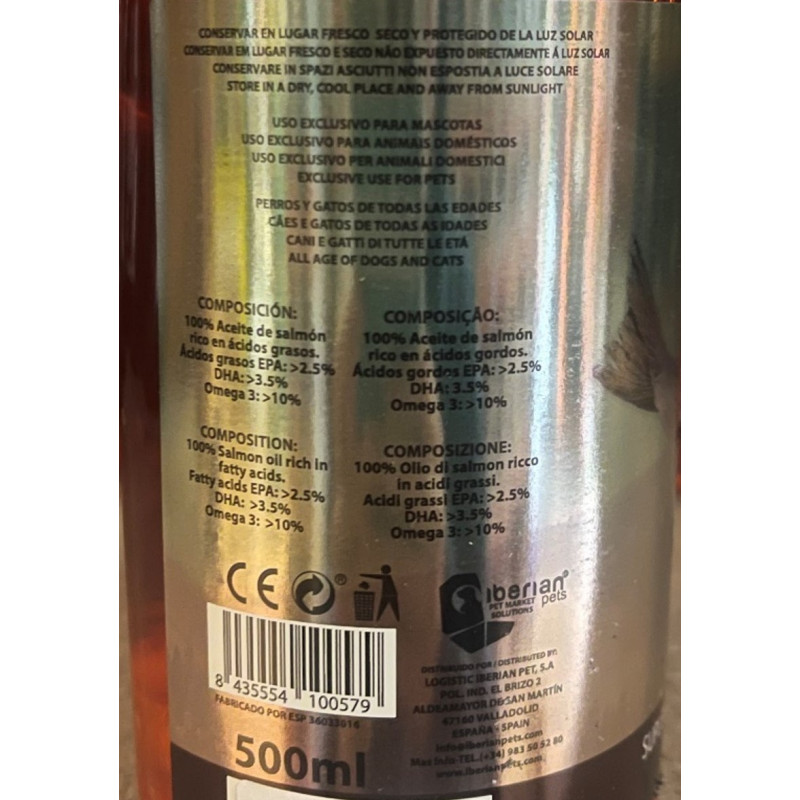 CONSERVAR EN LUGAR FRESCO SECO Y PROTEGIDO DE LA LUZ SOLAR
CONSERVAR EM LUGAR FRESCO E SECO NÃO EXPUESTO DIRECTAMENTE Á LUZ SOLAR
CONSERVARE IN SPAZI ASCIUTTI NON ESPOSTIA A LUCE SOLARE
STORE IN A DRY, COOL PLACE AND AWAY FROM SUNLIGHT
USO EXCLUSIVO PARA MASCOTAS
USO EXCLUSIVO PARA ANIMAIS DOMÉSTICOS
USO EXCLUSIVO PER ANIMALI DOMESTICI
EXCLUSIVE USE FOR PETS
PERROS Y GATOS DE TODAS LAS EDADES
CÃES E GATOS DE TODAS AS IDADES
CANI E GATTI DI TUTTE LE ETÁ
ALL AGE OF DOGS AND CATS
COMPOSICIÓN:
100% Aceite de salmón
rico en ácidos grasos.
Ácidos grasos EPA: >2.5%
DHA: >3.5%
Omega 3: >10%
COMPOSIÇÃO:
100% Aceite de salmón
rico en ácidos gordos.
Ácidos gordos EPA: >2.5%
DHA: 3.5%
Omega 3: >10%
COMPOSITION:
100% Salmon oil rich in
fatty acids.
Fatty acids EPA: >2.5%
DHA: >3.5%
Omega 3: >10%
COMPOSIZIONE:
100% Olio di salmon ricco
in acidi grassi.
Acidi grassi EPA: >2.5%
DHA: >3.5%
Omega 3: >10%
CE
iberian
pets
PET MARKET
SOLUTIONS
8 435554 100579
FABRICADO POR ESP 36033016
500ml
DISTRIBUIDO POR / DISTRIBUTED BY:
LOGISTIC IBERIAN PET, S.A
POL. IND. EL BRIZO 2
ALDEAMAYOR DE SAN MARTÍN
47160 VALLADOLID
ESPAÑA - SPAIN
info@iberianpets.com
Mas Info-TEL.(+34) 983 50 52 80
www.iberianpets.com